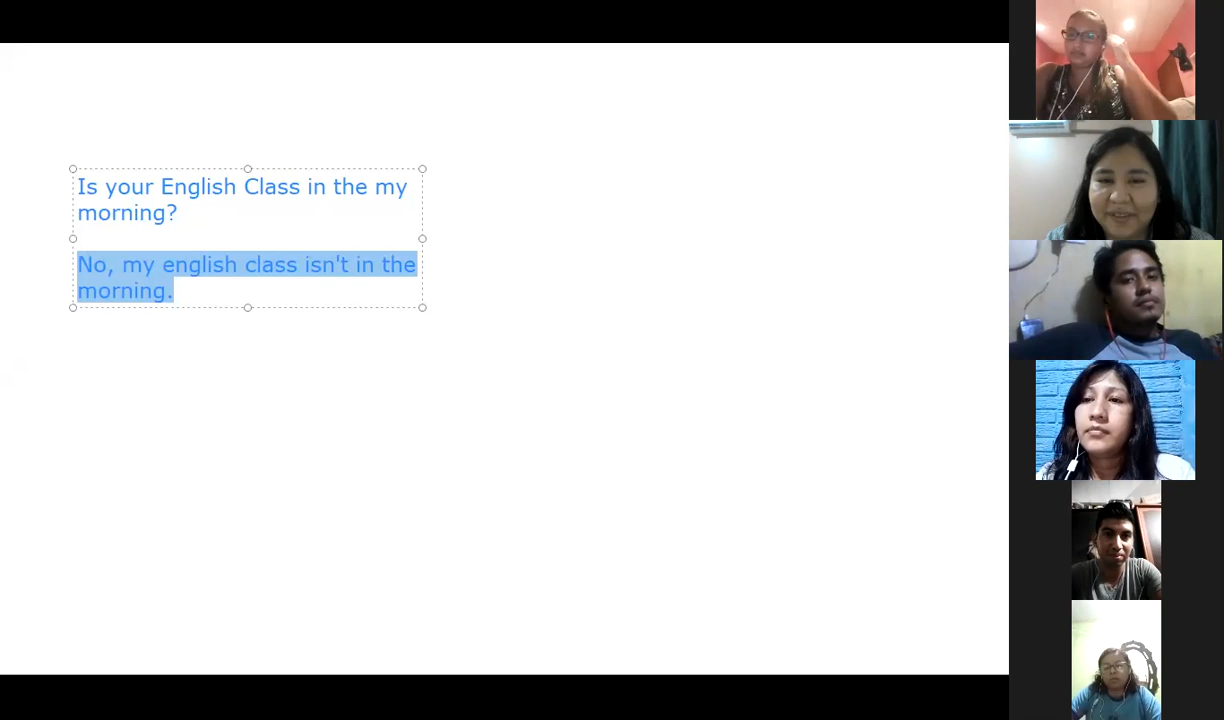 Is your English Class in the my
morning?
No, my english class isn't in the
morning.